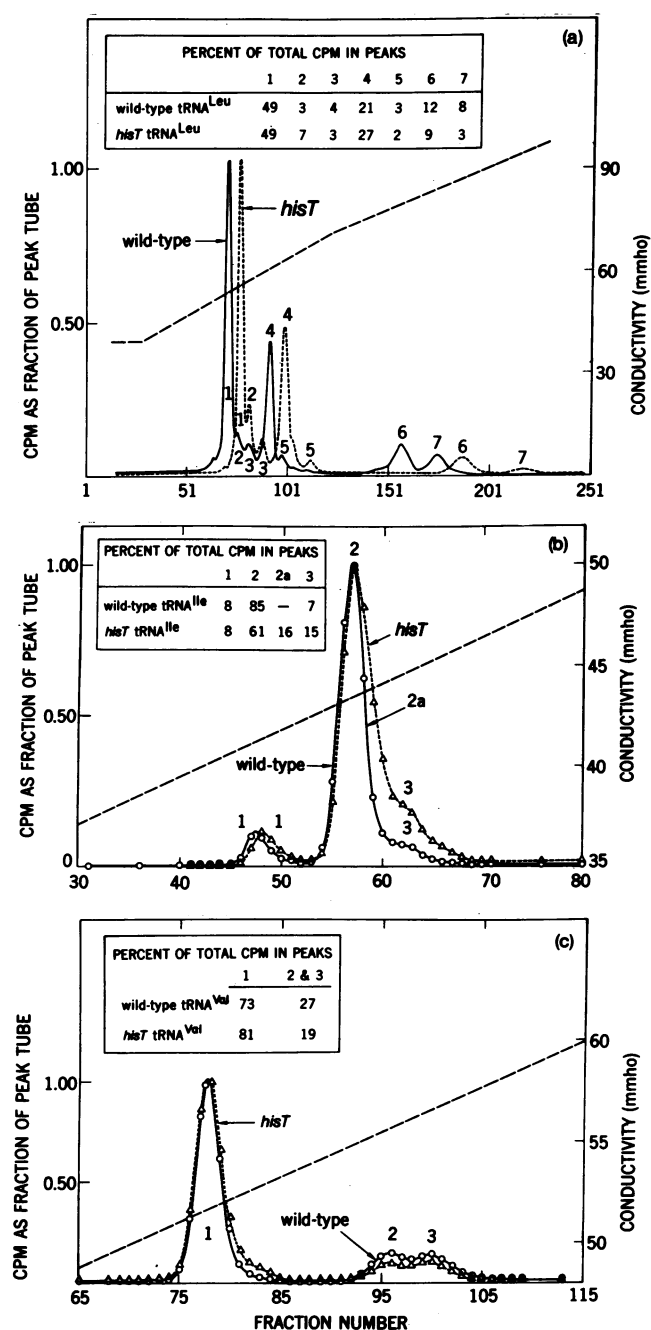 (a)
PERCENT OF TOTAL CPM IN PEAKS
1 2 3 4 5 6 7
wild-type tRNA^Leu 49 3 4 21 3 12 8
hisT tRNA^Leu 49 7 3 27 2 9 3
CPM AS FRACTION OF PEAK TUBE
1.00
0.50
CONDUCTIVITY (mmho)
90
60
30
wild-type
hisT
1 1 2 2 3 3 4 4 5 5 6 7 6 7
1 51 101 151 201 251
(b)
PERCENT OF TOTAL CPM IN PEAKS
1 2 2a 3
wild-type tRNA^Ile 8 85 — 7
hisT tRNA^Ile 8 61 16 15
CPM AS FRACTION OF PEAK TUBE
1.00
0.50
0
CONDUCTIVITY (mmho)
50
45
40
35
2
hisT
2a
wild-type
1 1
3
3
30 40 50 60 70 80
(c)
PERCENT OF TOTAL CPM IN PEAKS
1 2 & 3
wild-type tRNA^Val 73 27
hisT tRNA^Val 81 19
CPM AS FRACTION OF PEAK TUBE
1.00
0.50
CONDUCTIVITY (mmho)
60
55
50
hisT
wild-type
1 2 3
65 75 85 95 105 115
FRACTION NUMBER